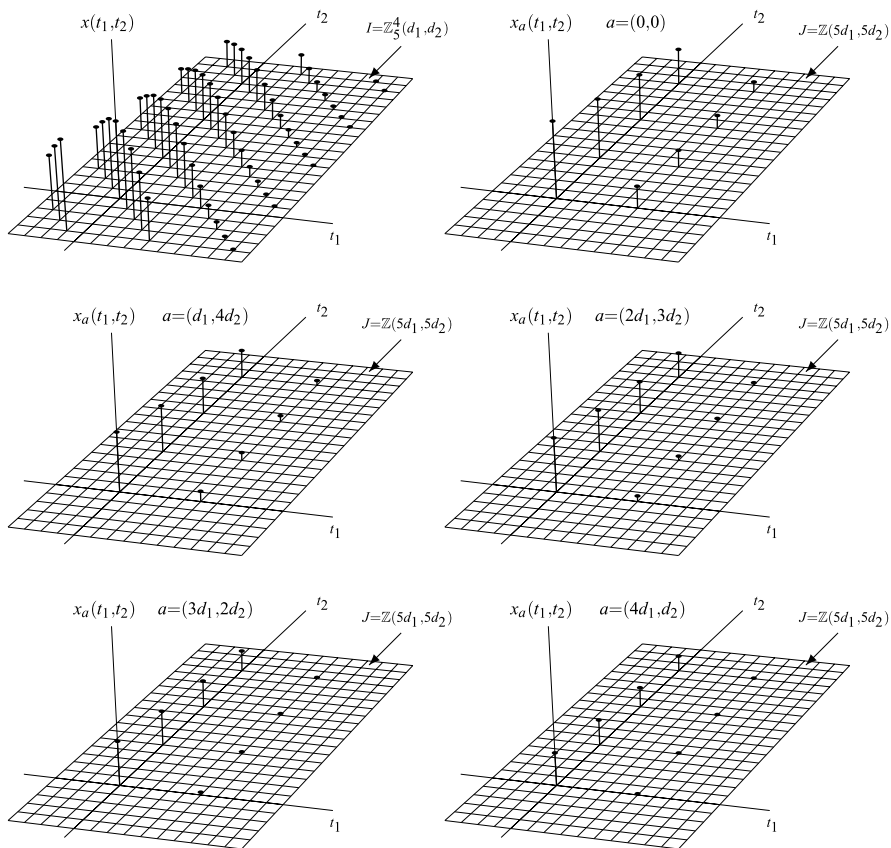 x(t₁,t₂)
t₂
I=ℤ₅⁴(d₁,d₂)
t₁
xₐ(t₁,t₂) a=(0,0)
t₂
J=ℤ(5d₁,5d₂)
t₁
xₐ(t₁,t₂) a=(d₁,4d₂)
t₂
J=ℤ(5d₁,5d₂)
t₁
xₐ(t₁,t₂) a=(2d₁,3d₂)
t₂
J=ℤ(5d₁,5d₂)
t₁
xₐ(t₁,t₂) a=(3d₁,2d₂)
t₂
J=ℤ(5d₁,5d₂)
t₁
xₐ(t₁,t₂) a=(4d₁,d₂)
t₂
J=ℤ(5d₁,5d₂)
t₁